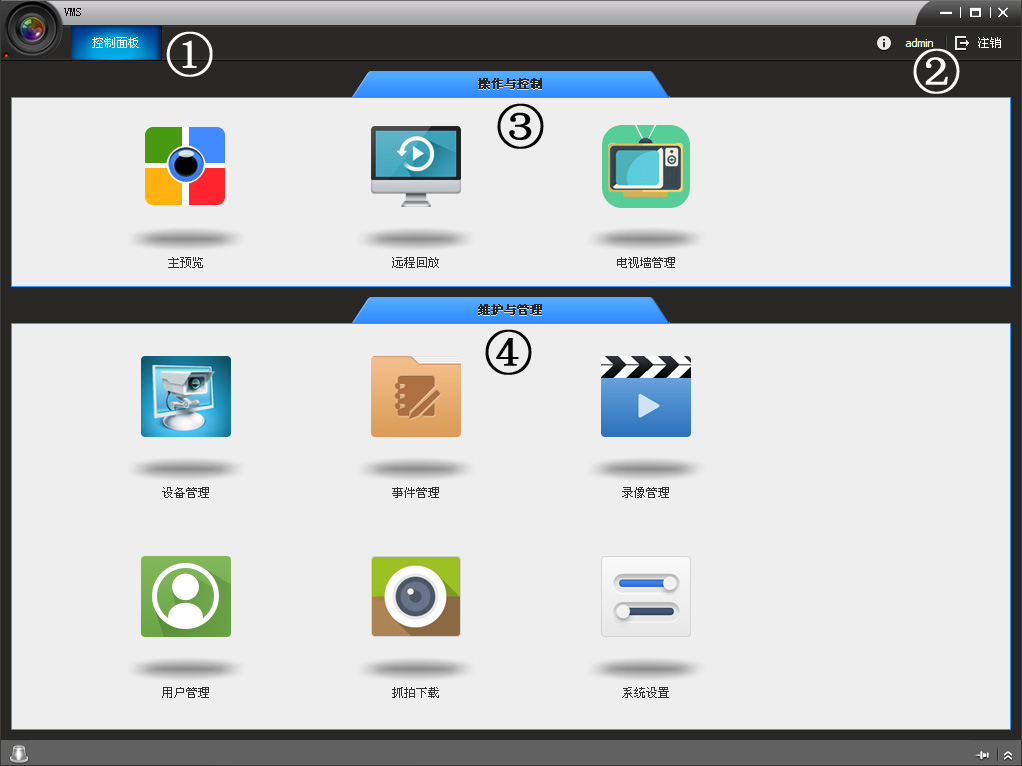 VMS
控制面板
①
admin
注销
②
操作与控制
③
主预览
远程回放
电视墙管理
维护与管理
④
设备管理
事件管理
录像管理
用户管理
抓拍下载
系统设置